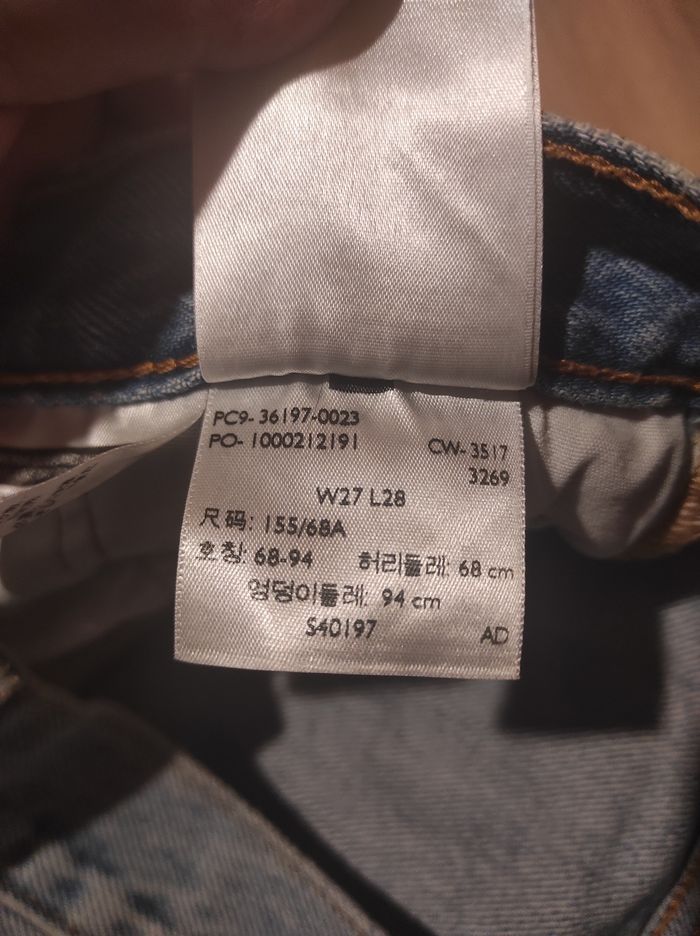 PC9- 36197-0023
PO- 1000212191 CW- 3517
3269
W27 L28
尺码: 155/68A
호칭: 68-94 허리둘레: 68 cm
엉덩이둘레: 94 cm
S40197 AD